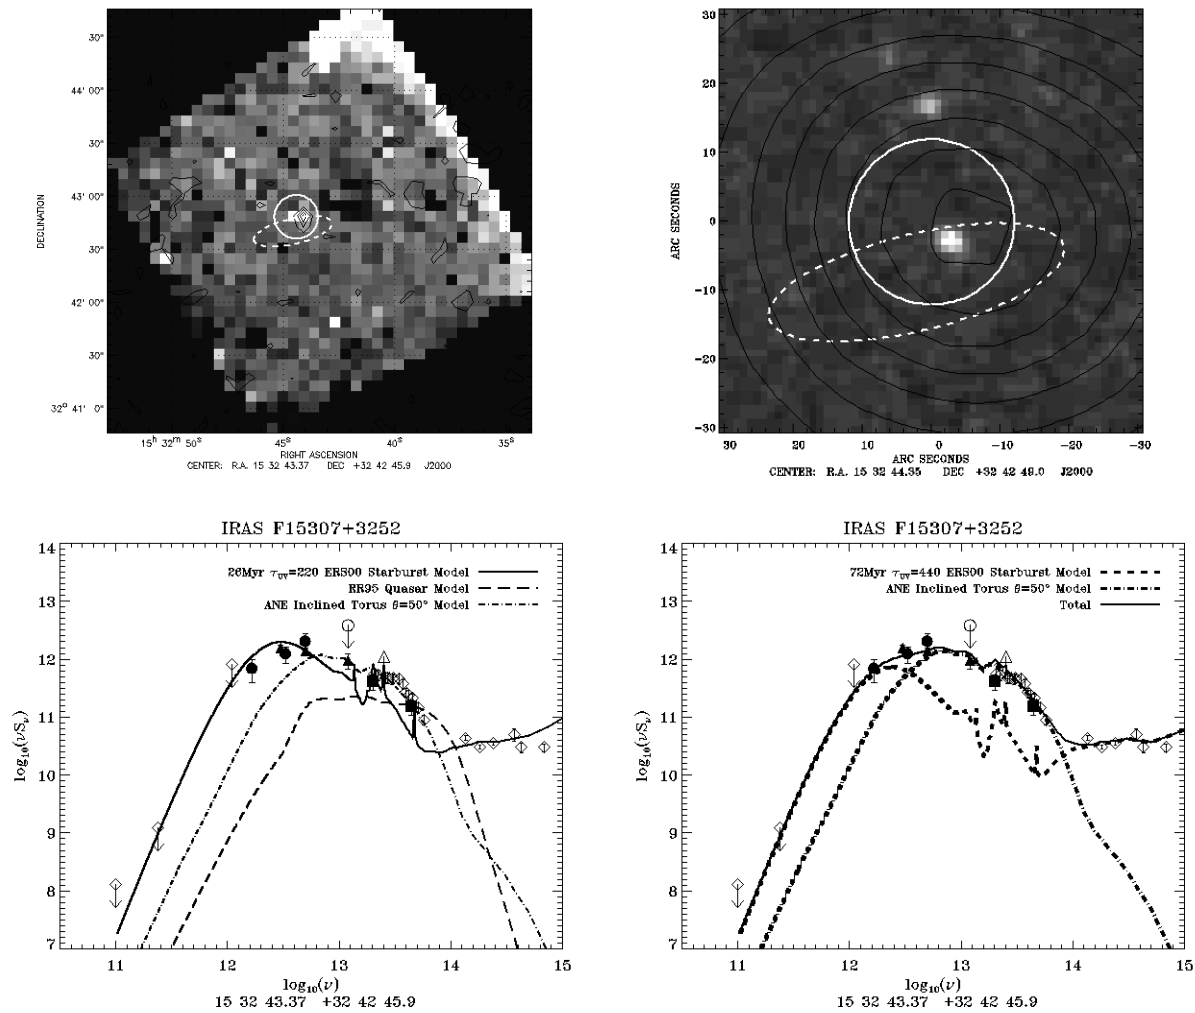 30"
44' 00"
30"
43' 00"
30"
42' 00"
30"
32° 41' 0"
DECLINATION
15ʰ 32ᵐ 50ˢ 45ˢ 40ˢ 35ˢ
RIGHT ASCENSION
CENTER: R.A. 15 32 43.37 DEC +32 42 45.9 J2000
30
20
10
0
-10
-20
-30
ARC SECONDS
30 20 10 0 -10 -20 -30
ARC SECONDS
CENTER: R.A. 15 32 44.35 DEC +32 42 49.0 J2000
IRAS F15307+3252
26Myr τUV=220 ERS00 Starburst Model
RR95 Quasar Model
ANE Inclined Torus θ=50° Model
14
13
12
11
10
9
8
7
log10(νSν)
11 12 13 14 15
log10(ν)
15 32 43.37 +32 42 45.9
IRAS F15307+3252
72Myr τUV=440 ERS00 Starburst Model
ANE Inclined Torus θ=50° Model
Total
14
13
12
11
10
9
8
7
log10(νSν)
11 12 13 14 15
log10(ν)
15 32 43.37 +32 42 45.9